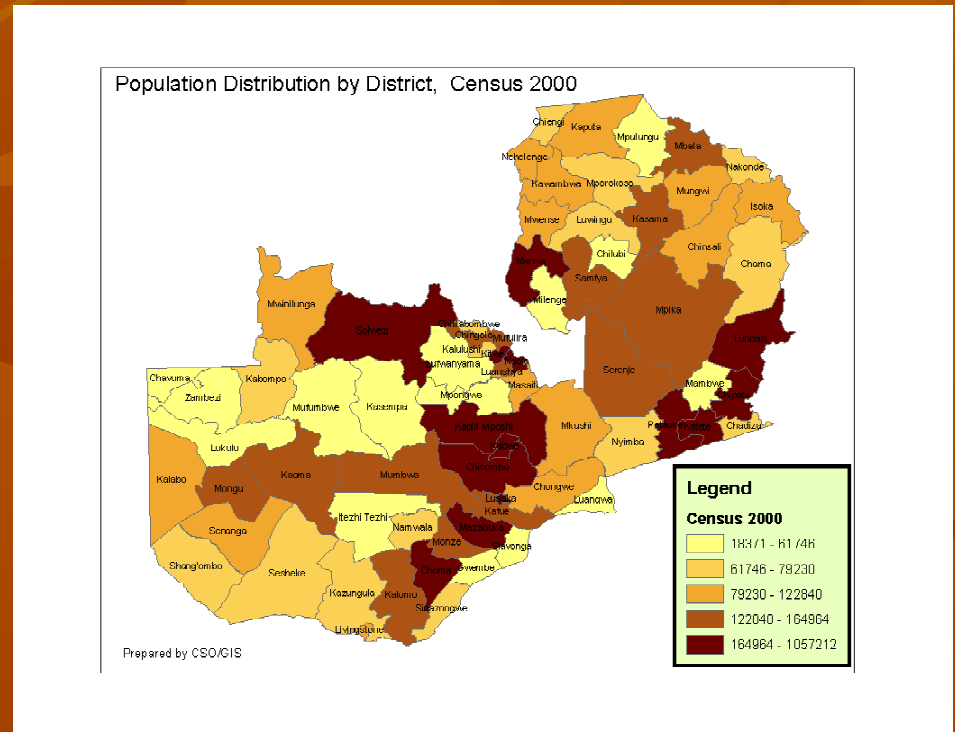 Population Distribution by District, Census 2000
Chiengi
Kaputa
Mpulungu
Mbala
Nchelenge
Nakonde
Kawambwa
Mporokoso
Mungwi
Isoka
Mwense
Luwingu
Kasama
Chinsali
Chilubi
Chama
Mansa
Samfya
Milenge
Mpika
Mwinilunga
Solwezi
Chililabombwe
Chingola
Mufulira
Lundazi
Kalulushi
Kitwe
Lufwanyama
Luanshya
Masaiti
Serenje
Chavuma
Kabompo
Zambezi
Mufumbwe
Kasempa
Mpongwe
Mambwe
Chipata
Lukulu
Kapiri Mposhi
Mkushi
Nyimba
Petauke
Katete
Chadiza
Kabwe
Kalabo
Mongu
Kaoma
Mumbwa
Chibombo
Chongwe
Luangwa
Lusaka
Kafue
Itezhi Tezhi
Namwala
Mazabuka
Senanga
Monze
Siavonga
Shang'ombo
Sesheke
Choma
Gwembe
Kazungula
Kalomo
Sinazongwe
Livingstone
Legend
Census 2000
18371 - 61746
61746 - 79230
79230 - 122840
122040 - 164964
164964 - 1057212
Prepared by CSO/GIS